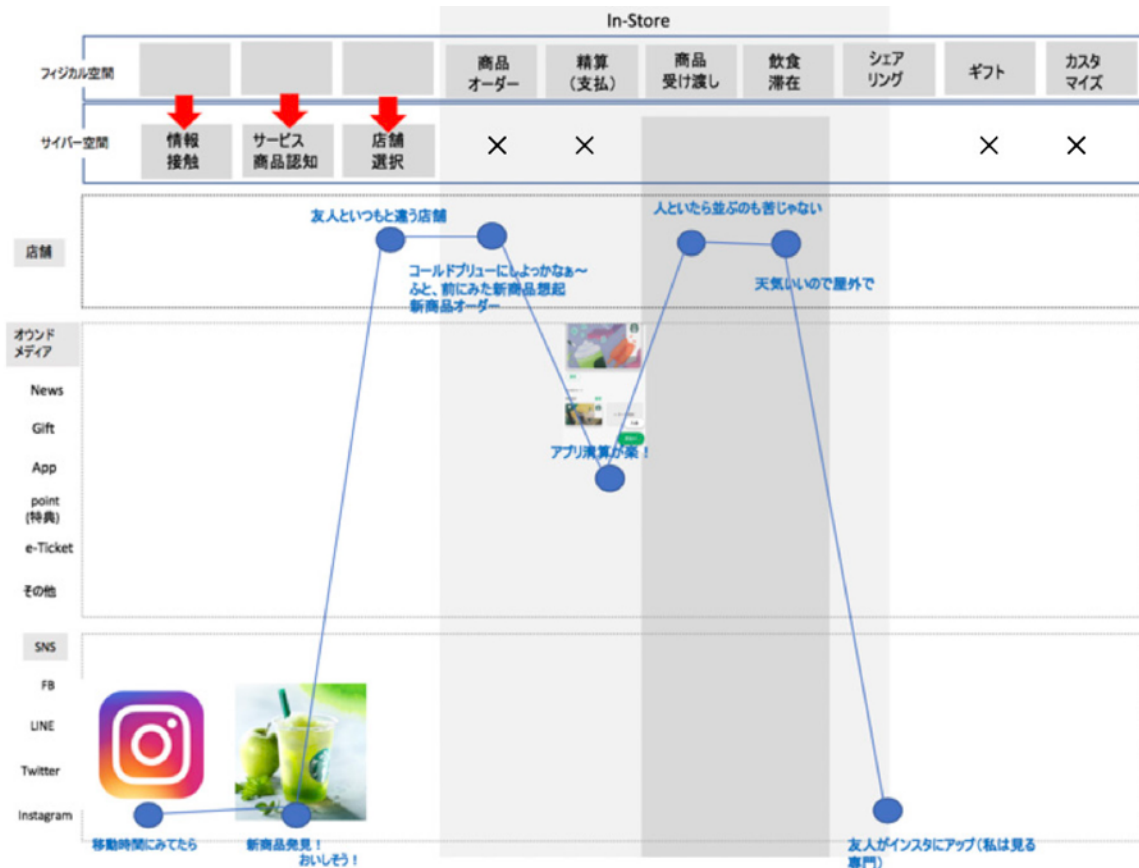 In-Store
フィジカル空間
商品
オーダー
精算
(支払)
商品
受け渡し
飲食
滞在
シェア
リング
ギフト
カスタ
マイズ
サイバー空間
情報
接触
サービス
商品認知
店舗
選択
×
×
×
×
店舗
友人といつもと違う店舗
人といたら並ぶのも苦じゃない
コールドブリューにしよっかなぁ～
ふと、前にみた新商品想起
新商品オーダー
天気いいので屋外で
オウンド
メディア
News
Gift
App
point
(特典)
e-Ticket
その他
アプリ清算が楽！
SNS
FB
LINE
Twitter
Instagram
移動時間にみてたら
新商品発見！
おいしそう！
友人がインスタにアップ（私は見る
専門）